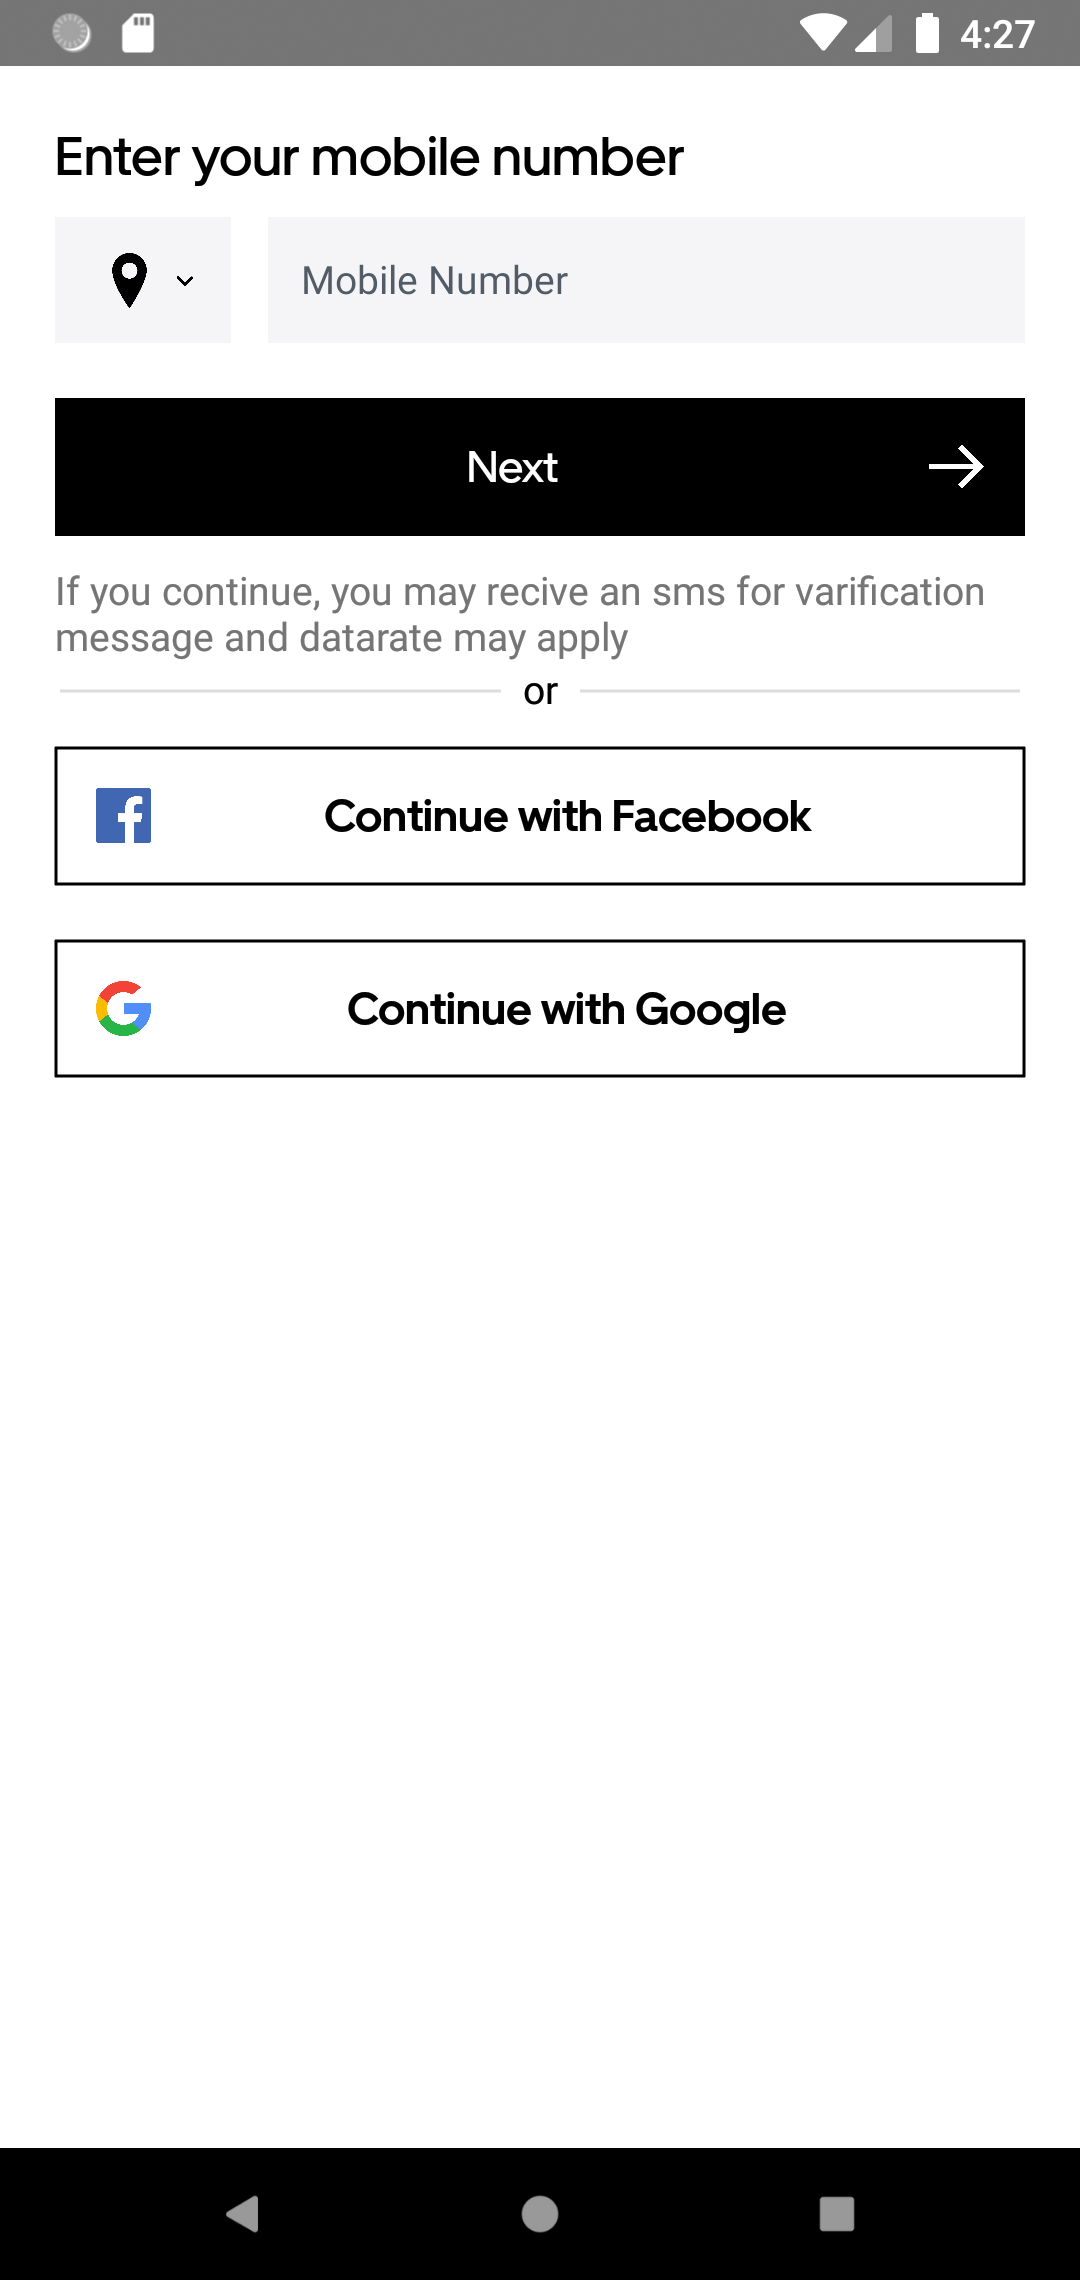 4:27
Enter your mobile number
Mobile Number
Next
If you continue, you may recive an sms for varification
message and datarate may apply
or
Continue with Facebook
Continue with Google